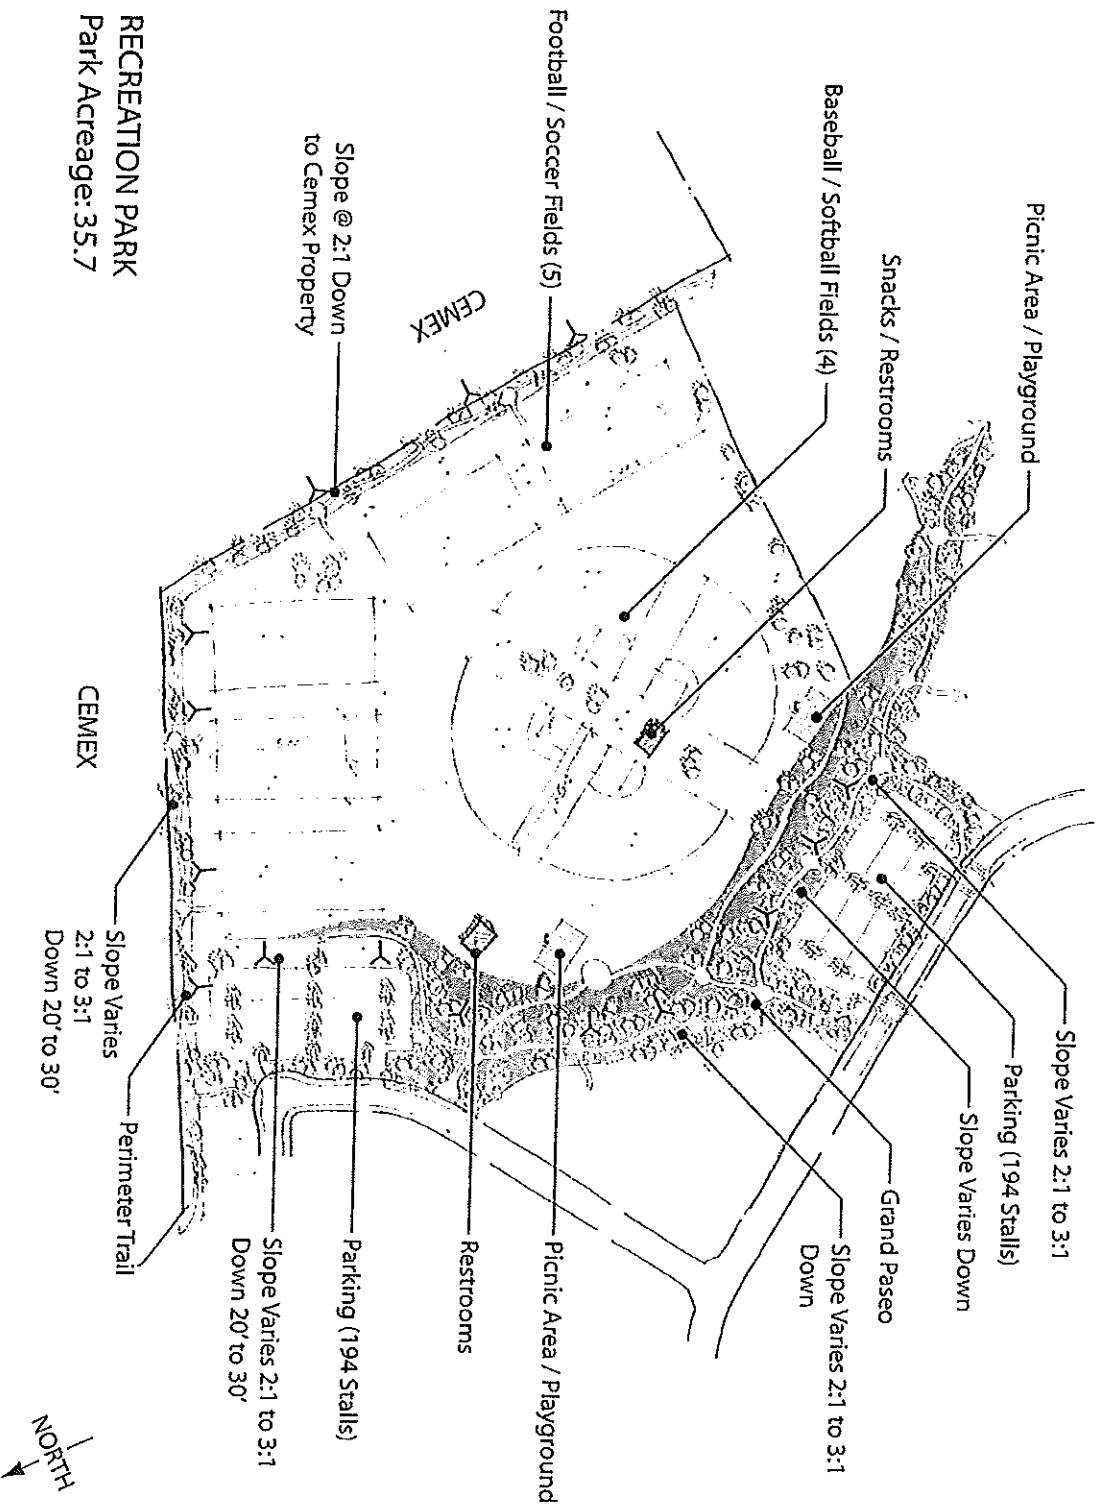 Football / Soccer Fields (5)
Baseball / Softball Fields (4)
Snacks / Restrooms
Picnic Area / Playground
Slope @ 2:1 Down
to Cemex Property
CEMEX
Slope Varies 2:1 to 3:1
Parking (194 Stalls)
Slope Varies Down
Grand Paseo
Slope Varies 2:1 to 3:1
Down
Picnic Area / Playground
Restrooms
Parking (194 Stalls)
Slope Varies 2:1 to 3:1
Down 20' to 30'
Perimeter Trail
Slope Varies
2:1 to 3:1
Down 20' to 30'
CEMEX
RECREATION PARK
Park Acreage: 35.7
NORTH